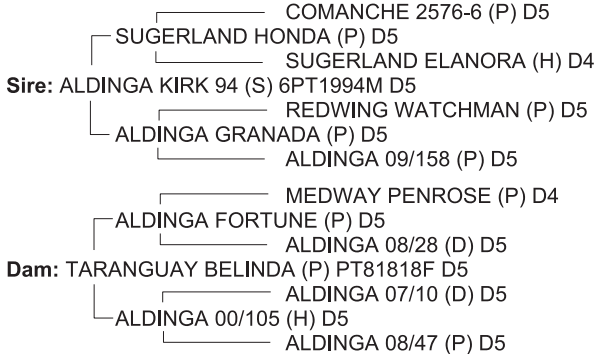 COMANCHE 2576-6 (P) D5
SUGERLAND HONDA (P) D5
SUGERLAND ELANORA (H) D4
Sire: ALDINGA KIRK 94 (S) 6PT1994M D5
REDWING WATCHMAN (P) D5
ALDINGA GRANADA (P) D5
ALDINGA 09/158 (P) D5
MEDWAY PENROSE (P) D4
ALDINGA FORTUNE (P) D5
ALDINGA 08/28 (D) D5
Dam: TARANGUAY BELINDA (P) PT81818F D5
ALDINGA 07/10 (D) D5
ALDINGA 00/105 (H) D5
ALDINGA 08/47 (P) D5